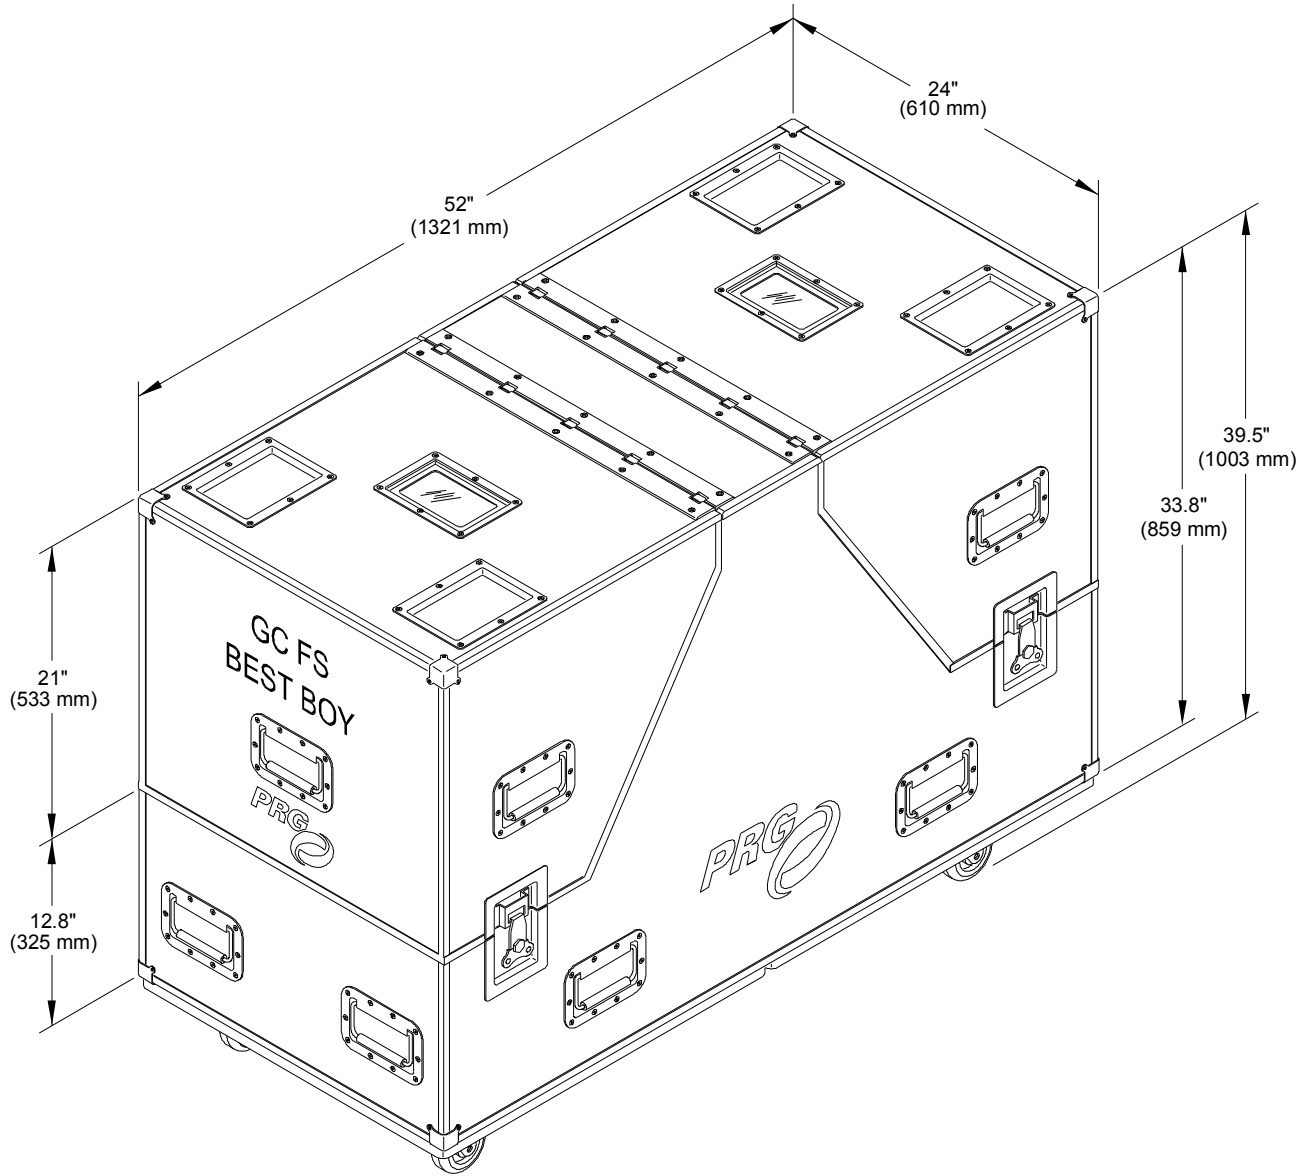 24"
(610 mm)
52"
(1321 mm)
39.5"
(1003 mm)
33.8"
(859 mm)
GC FS
BEST BOY
21"
(533 mm)
PRG
PRG
12.8"
(325 mm)